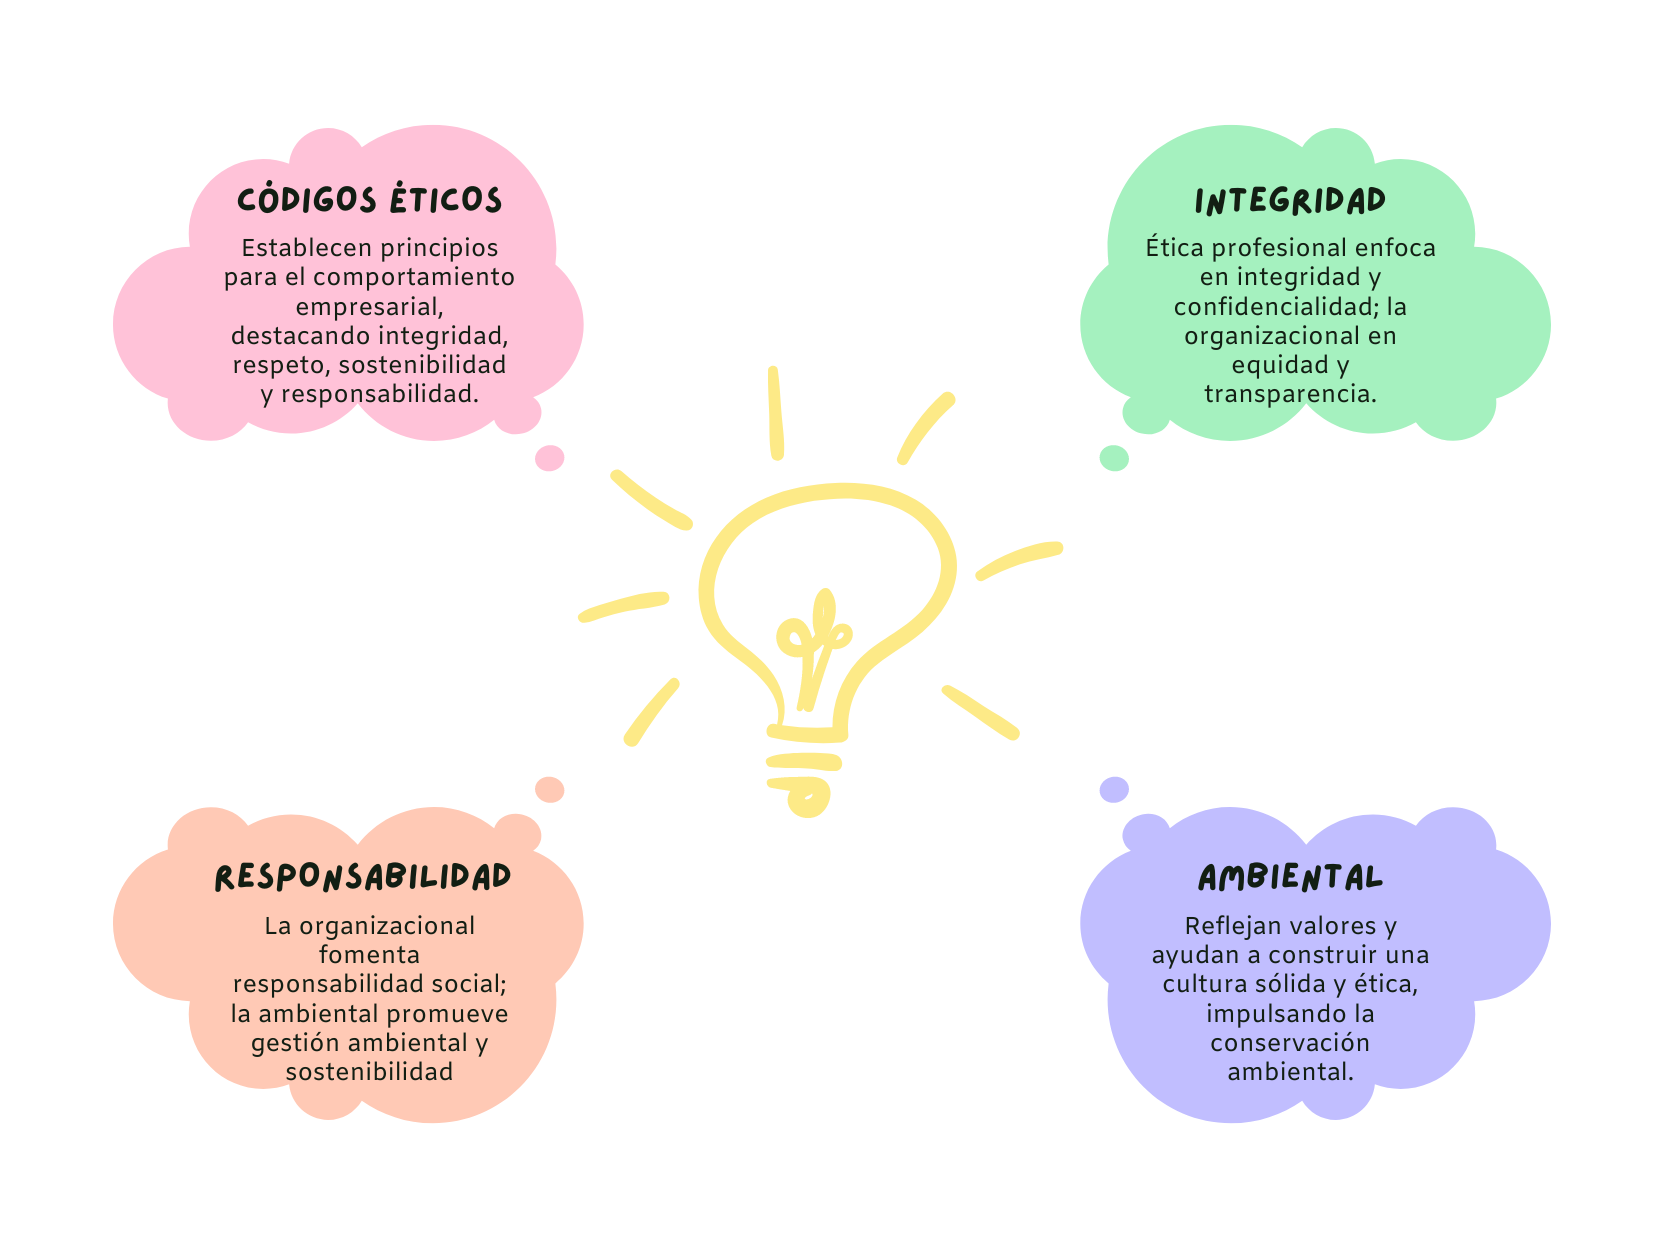 CÓDIGOS ÉTICOS
Establecen principios
para el comportamiento
empresarial,
destacando integridad,
respeto, sostenibilidad
y responsabilidad.
INTEGRIDAD
Ética profesional enfoca
en integridad y
confidencialidad; la
organizacional en
equidad y
transparencia.
RESPONSABILIDAD
La organizacional
fomenta
responsabilidad social;
la ambiental promueve
gestión ambiental y
sostenibilidad
AMBIENTAL
Reflejan valores y
ayudan a construir una
cultura sólida y ética,
impulsando la
conservación
ambiental.